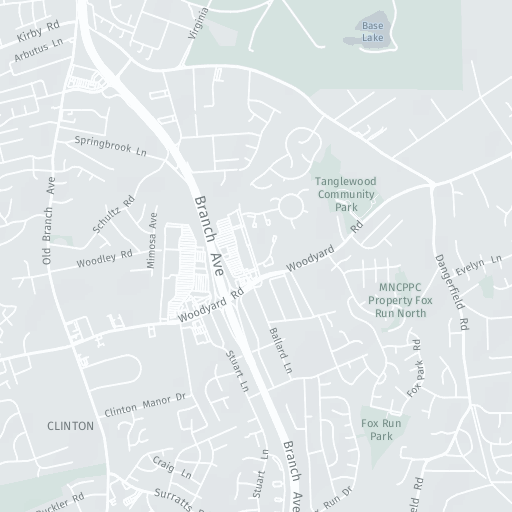 Kirby Rd
Arbutus Ln
Virginia
Base
Lake
Springbrook Ln
Tanglewood
Community
Park
Old Branch Ave
Schultz Rd
Mimosa Ave
Branch Ave
Woodley Rd
Woodyard Rd
Dangerfield Rd
Evelyn Ln
MNCPPC
Property Fox
Run North
Woodyard Rd
Ballard Ln
Stuart Ln
Fox Park Rd
Clinton Manor Dr
CLINTON
Fox Run
Park
Craig Ln
Stuart Ln
Branch Ave
Surratts
Run Dr
Rd